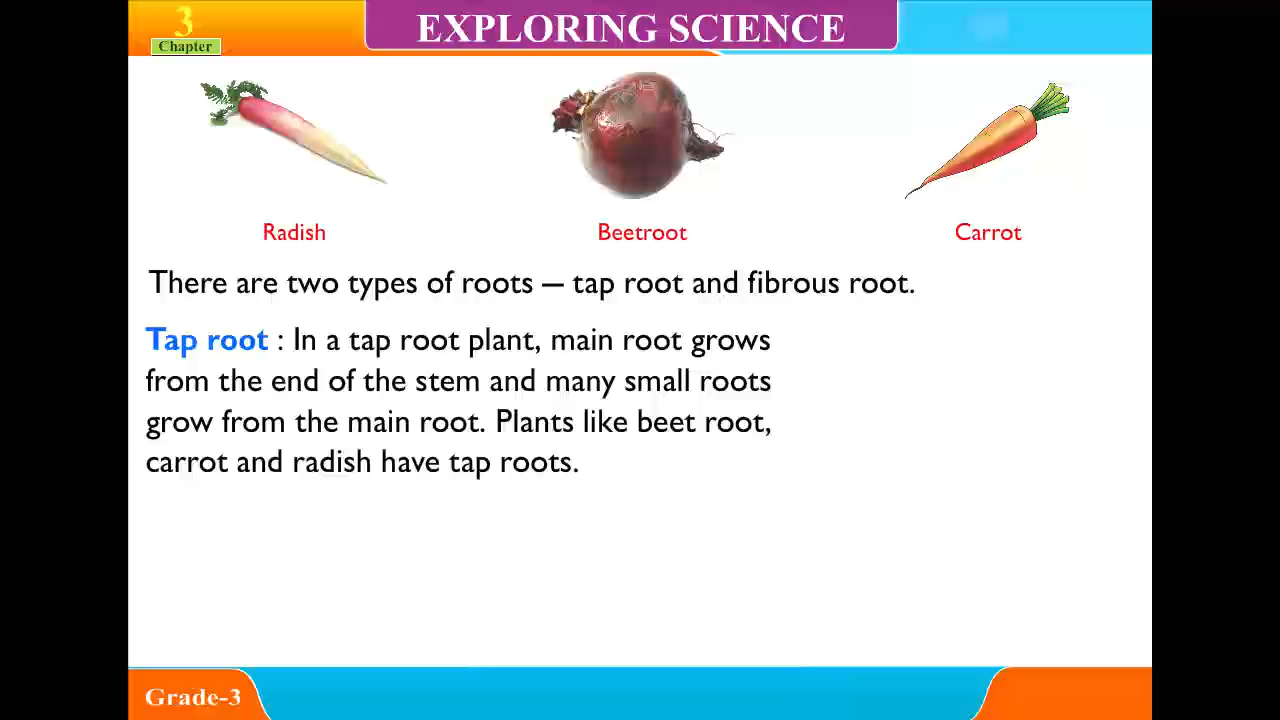 3
Chapter
EXPLORING SCIENCE
Radish
Beetroot
Carrot
There are two types of roots — tap root and fibrous root.
Tap root : In a tap root plant, main root grows
from the end of the stem and many small roots
grow from the main root. Plants like beet root,
carrot and radish have tap roots.
Grade-3